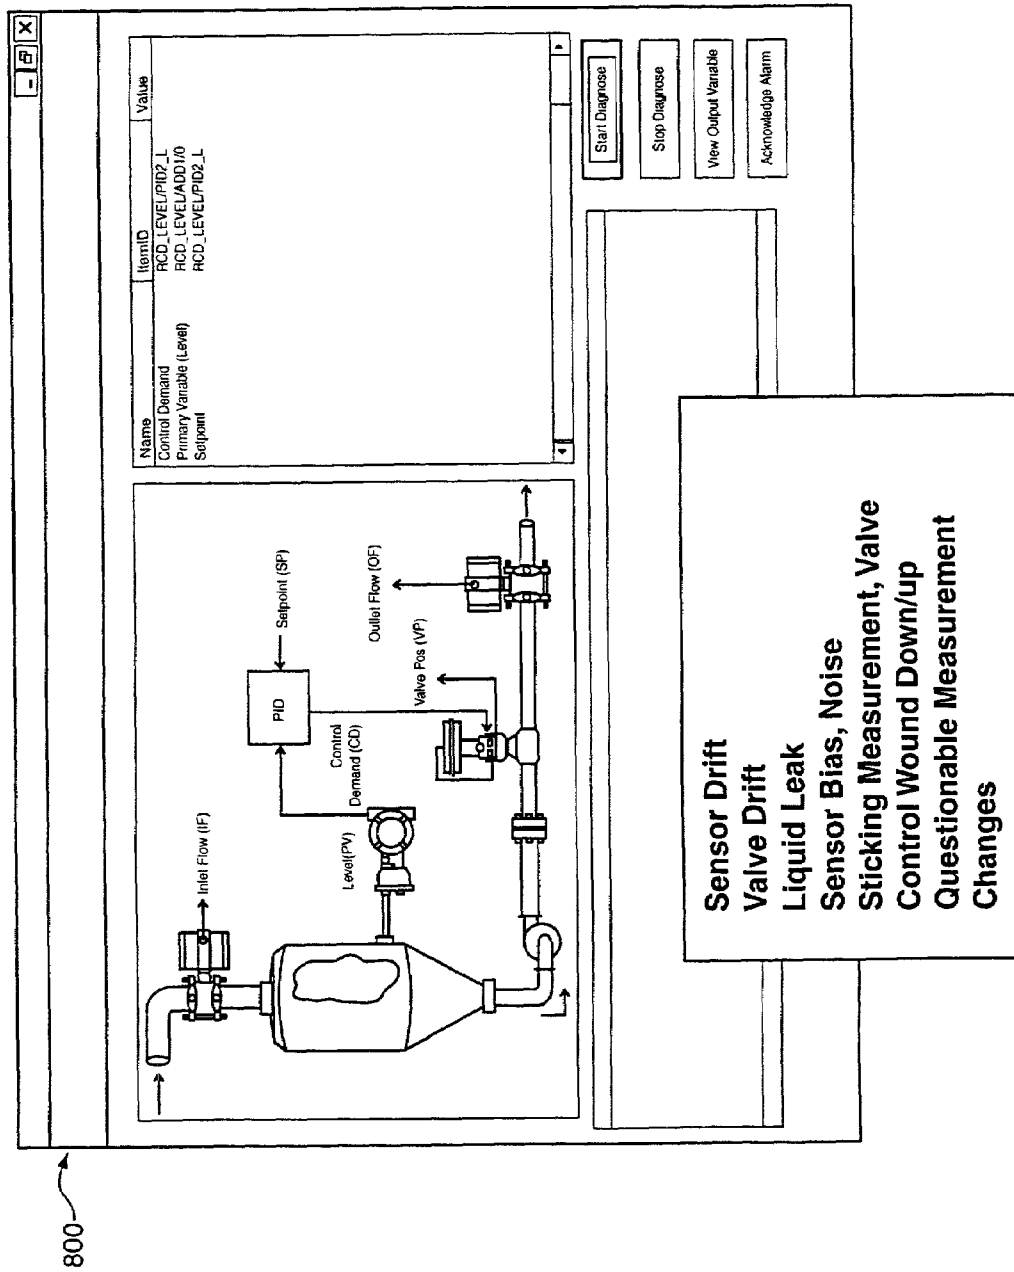 800
Inlet Flow (IF)
Setpoint (SP)
PID
Level(PV)
Control
Demand (CD)
Valve Pos (VP)
Outlet Flow (OF)
Name ItemID Value
Control Demand RCD_LEVEL/PID2_L
Primary Variable (Level) RCD_LEVEL/ADD1/0
Setpoint RCD_LEVEL/PID2_L
Start Diagnose
Stop Diagnose
View Output Variable
Acknowledge Alarm
Sensor Drift
Valve Drift
Liquid Leak
Sensor Bias, Noise
Sticking Measurement, Valve
Control Wound Down/up
Questionable Measurement
Changes